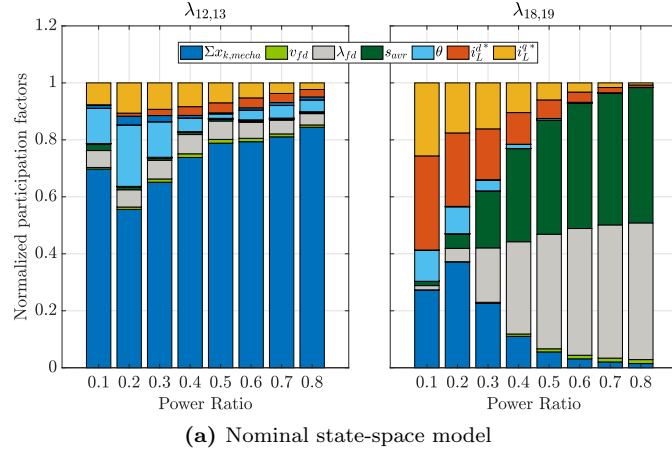 λ12,13 λ18,19
Σxk,mecha vfd λfd savr θ iLd* iLq*
Normalized participation factors
1.2
1
0.8
0.6
0.4
0.2
0
0.1 0.2 0.3 0.4 0.5 0.6 0.7 0.8 0.1 0.2 0.3 0.4 0.5 0.6 0.7 0.8
Power Ratio Power Ratio
(a) Nominal state-space model